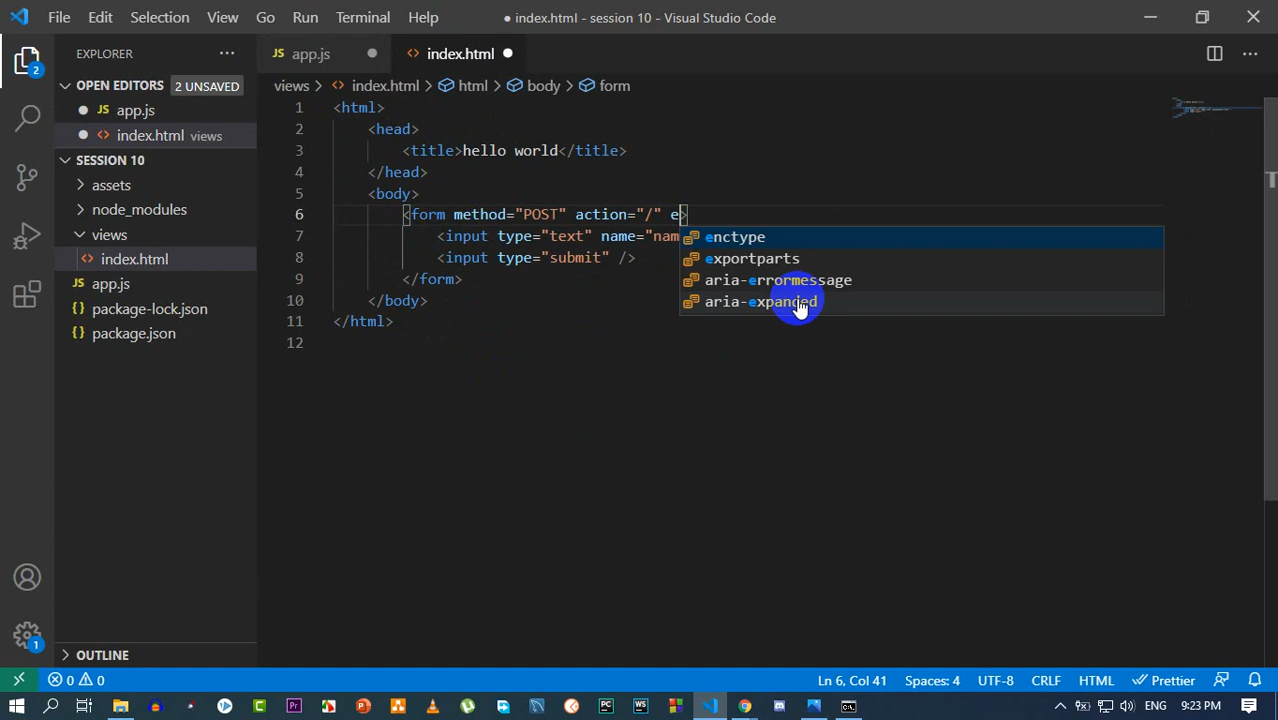 File Edit Selection View Go Run Terminal Help ● index.html - session 10 - Visual Studio Code
EXPLORER ···
JS app.js ●
<> index.html ●
OPEN EDITORS 2 UNSAVED
● JS app.js
● <> index.html views
SESSION 10
assets
node_modules
views
<> index.html
JS app.js
{} package-lock.json
{} package.json
OUTLINE
2
1
views > <> index.html > html > body > form
1 <html>
2 <head>
3 <title>hello world</title>
4 </head>
5 <body>
6 <form method="POST" action="/" e>
7 <input type="text" name="nam
8 <input type="submit" />
9 </form>
10 </body>
11 </html>
12
enctype
exportparts
aria-errormessage
aria-expanded
0 0 Ln 6, Col 41 Spaces: 4 UTF-8 CRLF HTML Prettier
ENG 9:23 PM